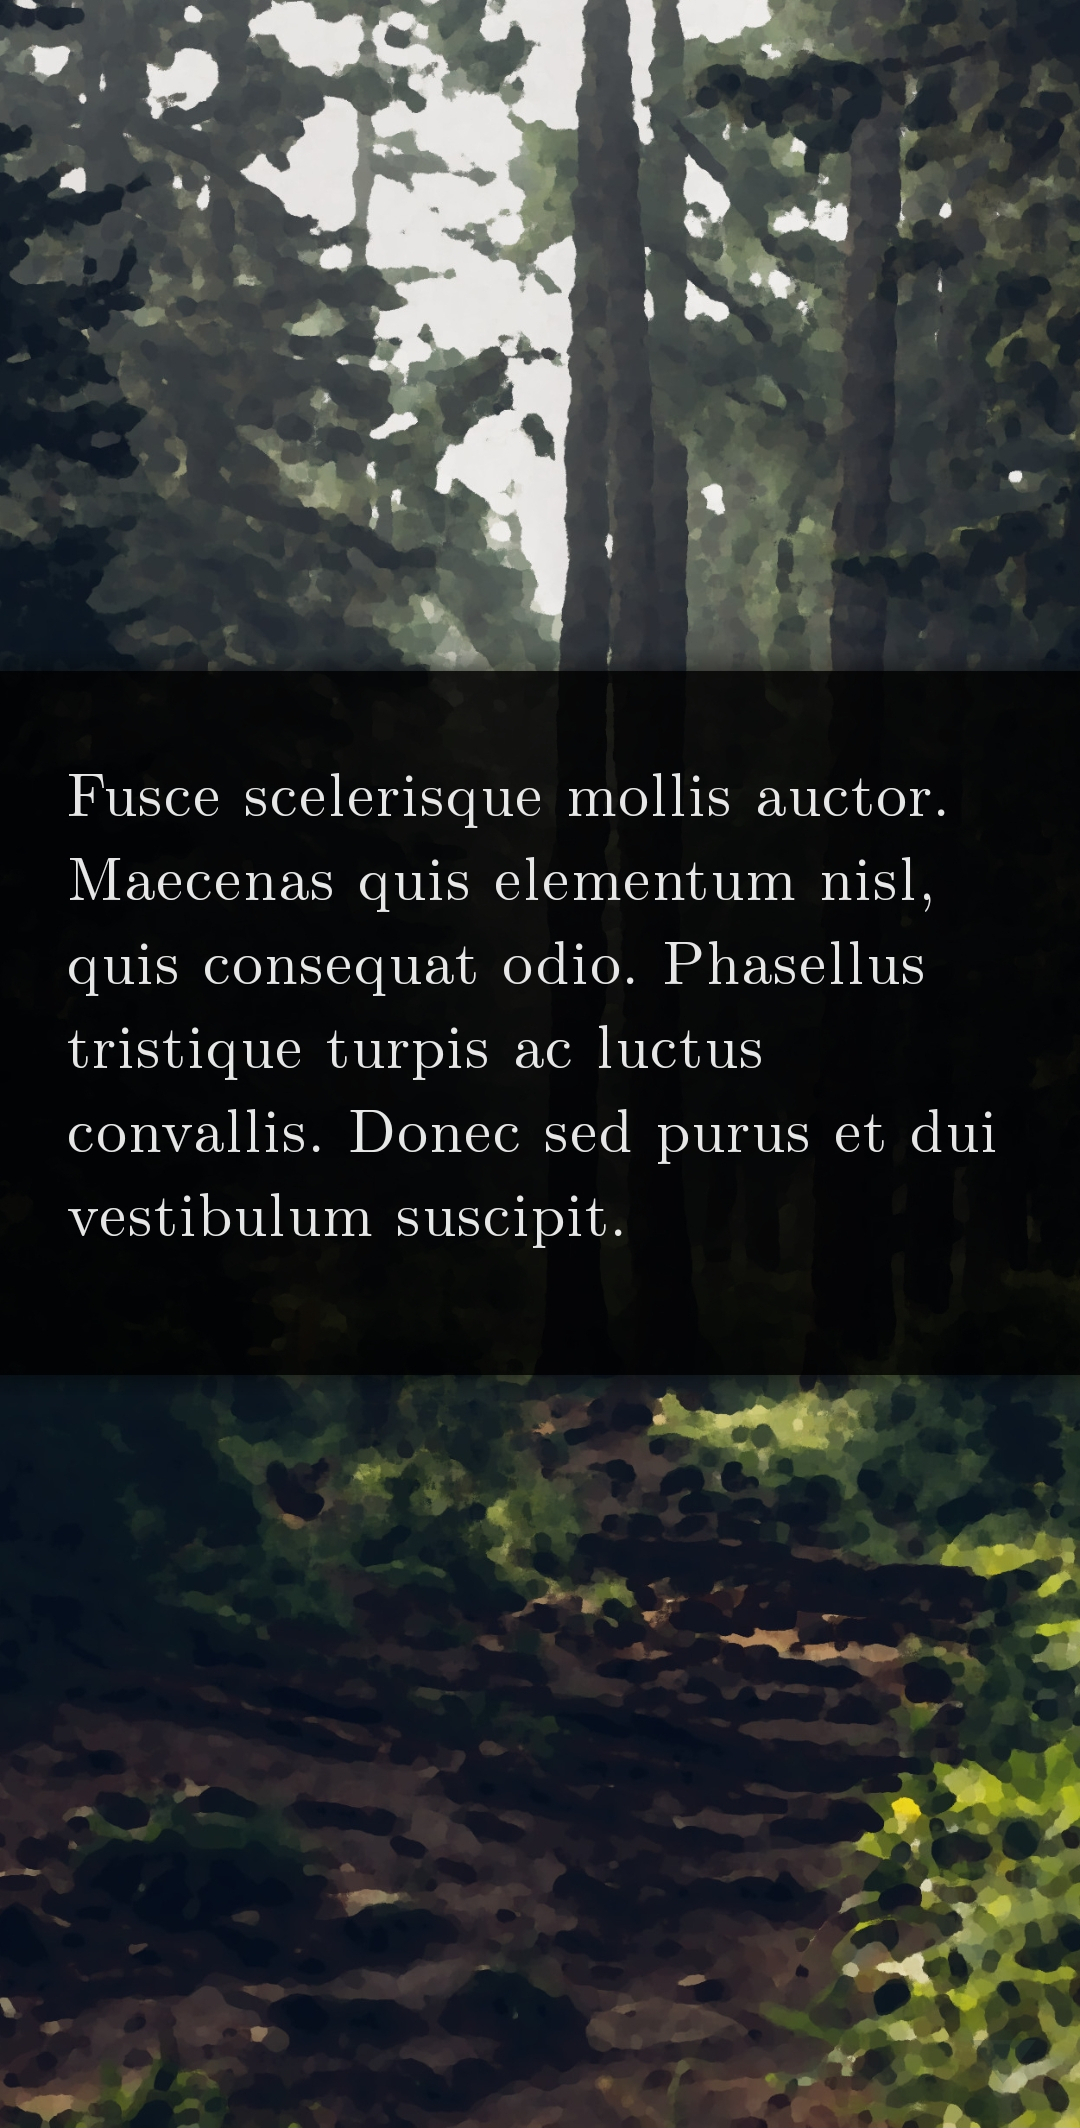 Fusce scelerisque mollis auctor.
Maecenas quis elementum nisl,
quis consequat odio. Phasellus
tristique turpis ac luctus
convallis. Donec sed purus et dui
vestibulum suscipit.